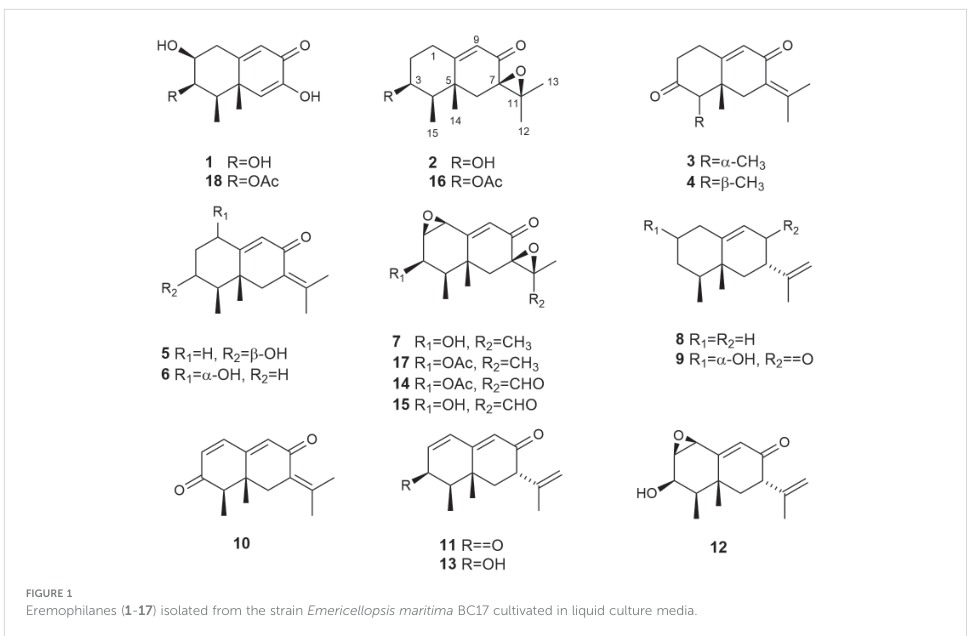 HO
O
OH
R
1 R=OH
18 R=OAc
9
O
1
O
3
5
7
13
11
R
14
12
15
2 R=OH
16 R=OAc
O
O
R
3 R=α-CH3
4 R=β-CH3
R1
O
R2
5 R1=H, R2=β-OH
6 R1=α-OH, R2=H
O
O
O
R1
R2
7 R1=OH, R2=CH3
17 R1=OAc, R2=CH3
14 R1=OAc, R2=CHO
15 R1=OH, R2=CHO
R1
R2
8 R1=R2=H
9 R1=α-OH, R2==O
O
O
10
O
R
11 R==O
13 R=OH
O
O
HO
12
FIGURE 1
Eremophilanes (1-17) isolated from the strain Emericellopsis maritima BC17 cultivated in liquid culture media.